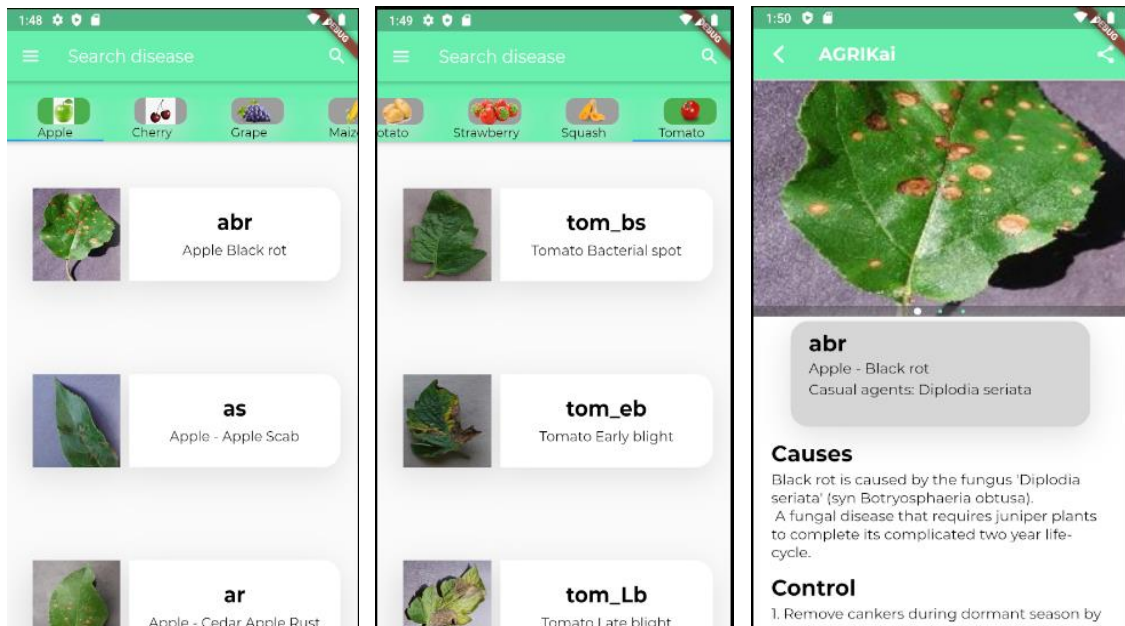 1:48
DEBUG
Search disease
Apple Cherry Grape Maiz
abr
Apple Black rot
as
Apple - Apple Scab
ar
Apple - Cedar Apple Rust
1:49
DEBUG
Search disease
otato Strawberry Squash Tomato
tom_bs
Tomato Bacterial spot
tom_eb
Tomato Early blight
tom_Lb
Tomato Late blight
1:50
DEBUG
AGRIKai
abr
Apple - Black rot
Casual agents: Diplodia seriata
Causes
Black rot is caused by the fungus 'Diplodia
seriata' (syn Botryosphaeria obtusa).
A fungal disease that requires juniper plants
to complete its complicated two year life-
cycle.
Control
1. Remove cankers during dormant season by